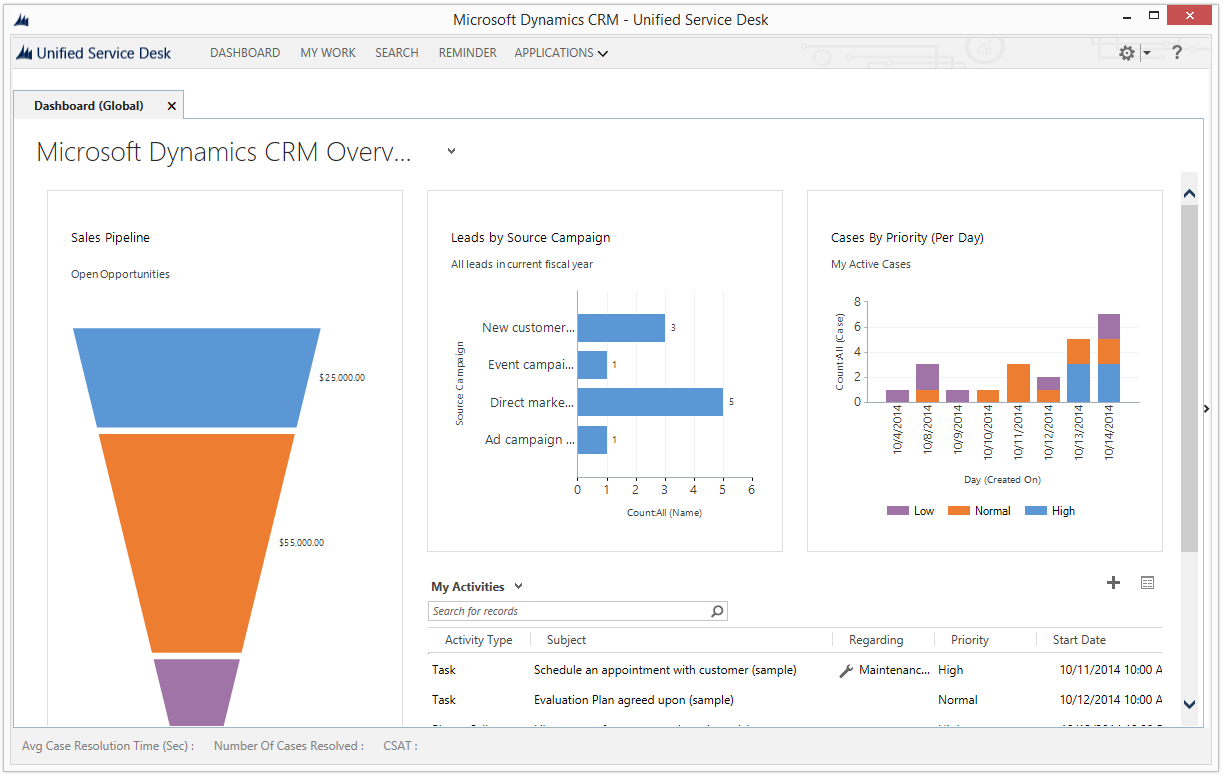 Microsoft Dynamics CRM - Unified Service Desk
Unified Service Desk DASHBOARD MY WORK SEARCH REMINDER APPLICATIONS ?
Dashboard (Global)
Microsoft Dynamics CRM Overv...
Sales Pipeline
Open Opportunities
$25,000.00
$55,000.00
Leads by Source Campaign
All leads in current fiscal year
Source Campaign
New customer... 3
Event campai... 1
Direct marke... 5
Ad campaign ... 1
0 1 2 3 4 5 6
Count:All (Name)
Cases By Priority (Per Day)
My Active Cases
Count:All (Case)
8
6
4
2
0
10/4/2014
10/8/2014
10/9/2014
10/10/2014
10/11/2014
10/12/2014
10/13/2014
10/14/2014
Day (Created On)
Low Normal High
My Activities
Search for records
Activity Type Subject Regarding Priority Start Date
Task Schedule an appointment with customer (sample) Maintenanc... High 10/11/2014 10:00 A
Task Evaluation Plan agreed upon (sample) Normal 10/12/2014 10:00 A
Avg Case Resolution Time (Sec) : Number Of Cases Resolved : CSAT :